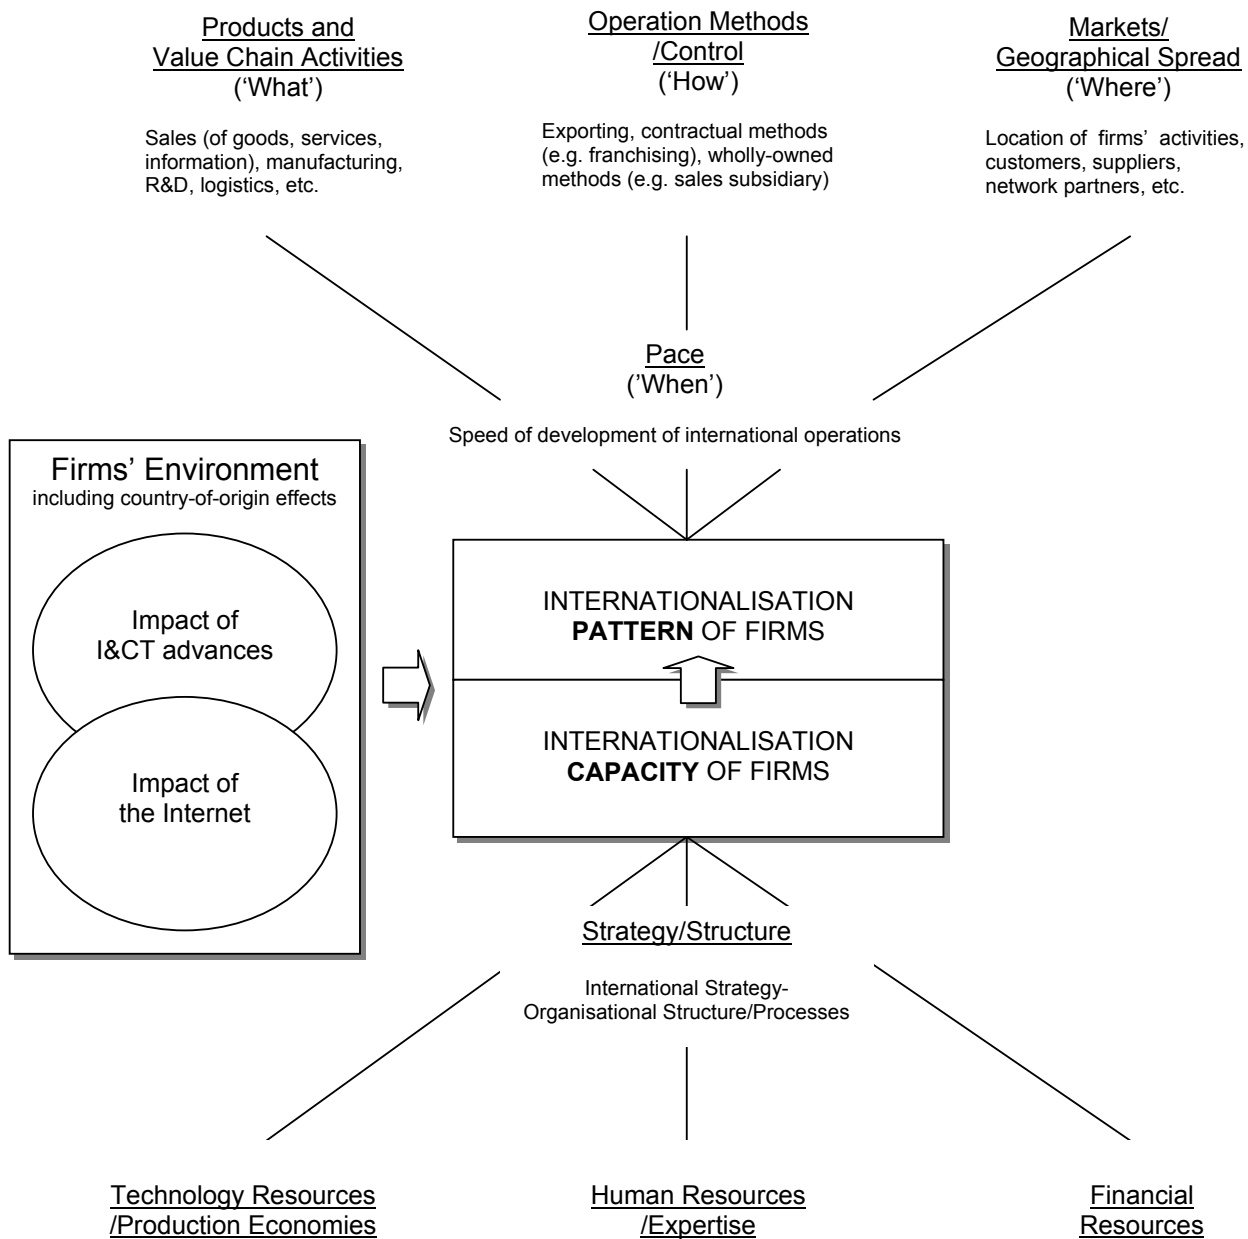 Products and
Value Chain Activities
(‘What’)
Sales (of goods, services,
information), manufacturing,
R&D, logistics, etc.
Operation Methods
/Control
(‘How’)
Exporting, contractual methods
(e.g. franchising), wholly-owned
methods (e.g. sales subsidiary)
Markets/
Geographical Spread
(‘Where’)
Location of firms’ activities,
customers, suppliers,
network partners, etc.
Pace
(’When’)
Speed of development of international operations
Firms’ Environment
including country-of-origin effects
Impact of
I&CT advances
Impact of
the Internet
INTERNATIONALISATION
PATTERN OF FIRMS
INTERNATIONALISATION
CAPACITY OF FIRMS
Strategy/Structure
International Strategy-
Organisational Structure/Processes
Technology Resources
/Production Economies
Human Resources
/Expertise
Financial
Resources